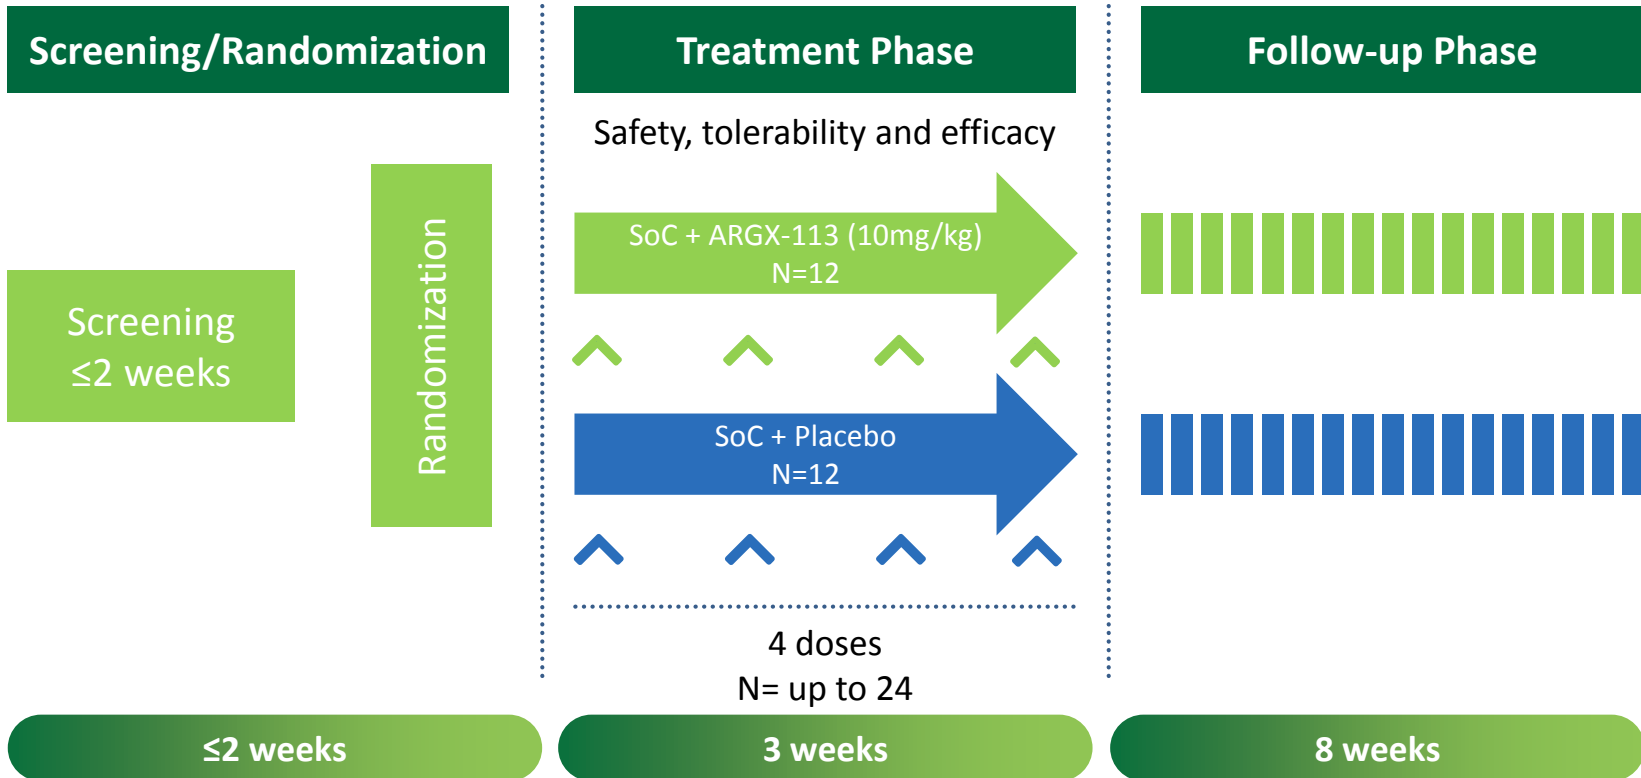 Screening/Randomization
Treatment Phase
Follow-up Phase
Safety, tolerability and efficacy
Screening
≤2 weeks
Randomization
SoC + ARGX-113 (10mg/kg)
N=12
SoC + Placebo
N=12
4 doses
N= up to 24
≤2 weeks
3 weeks
8 weeks